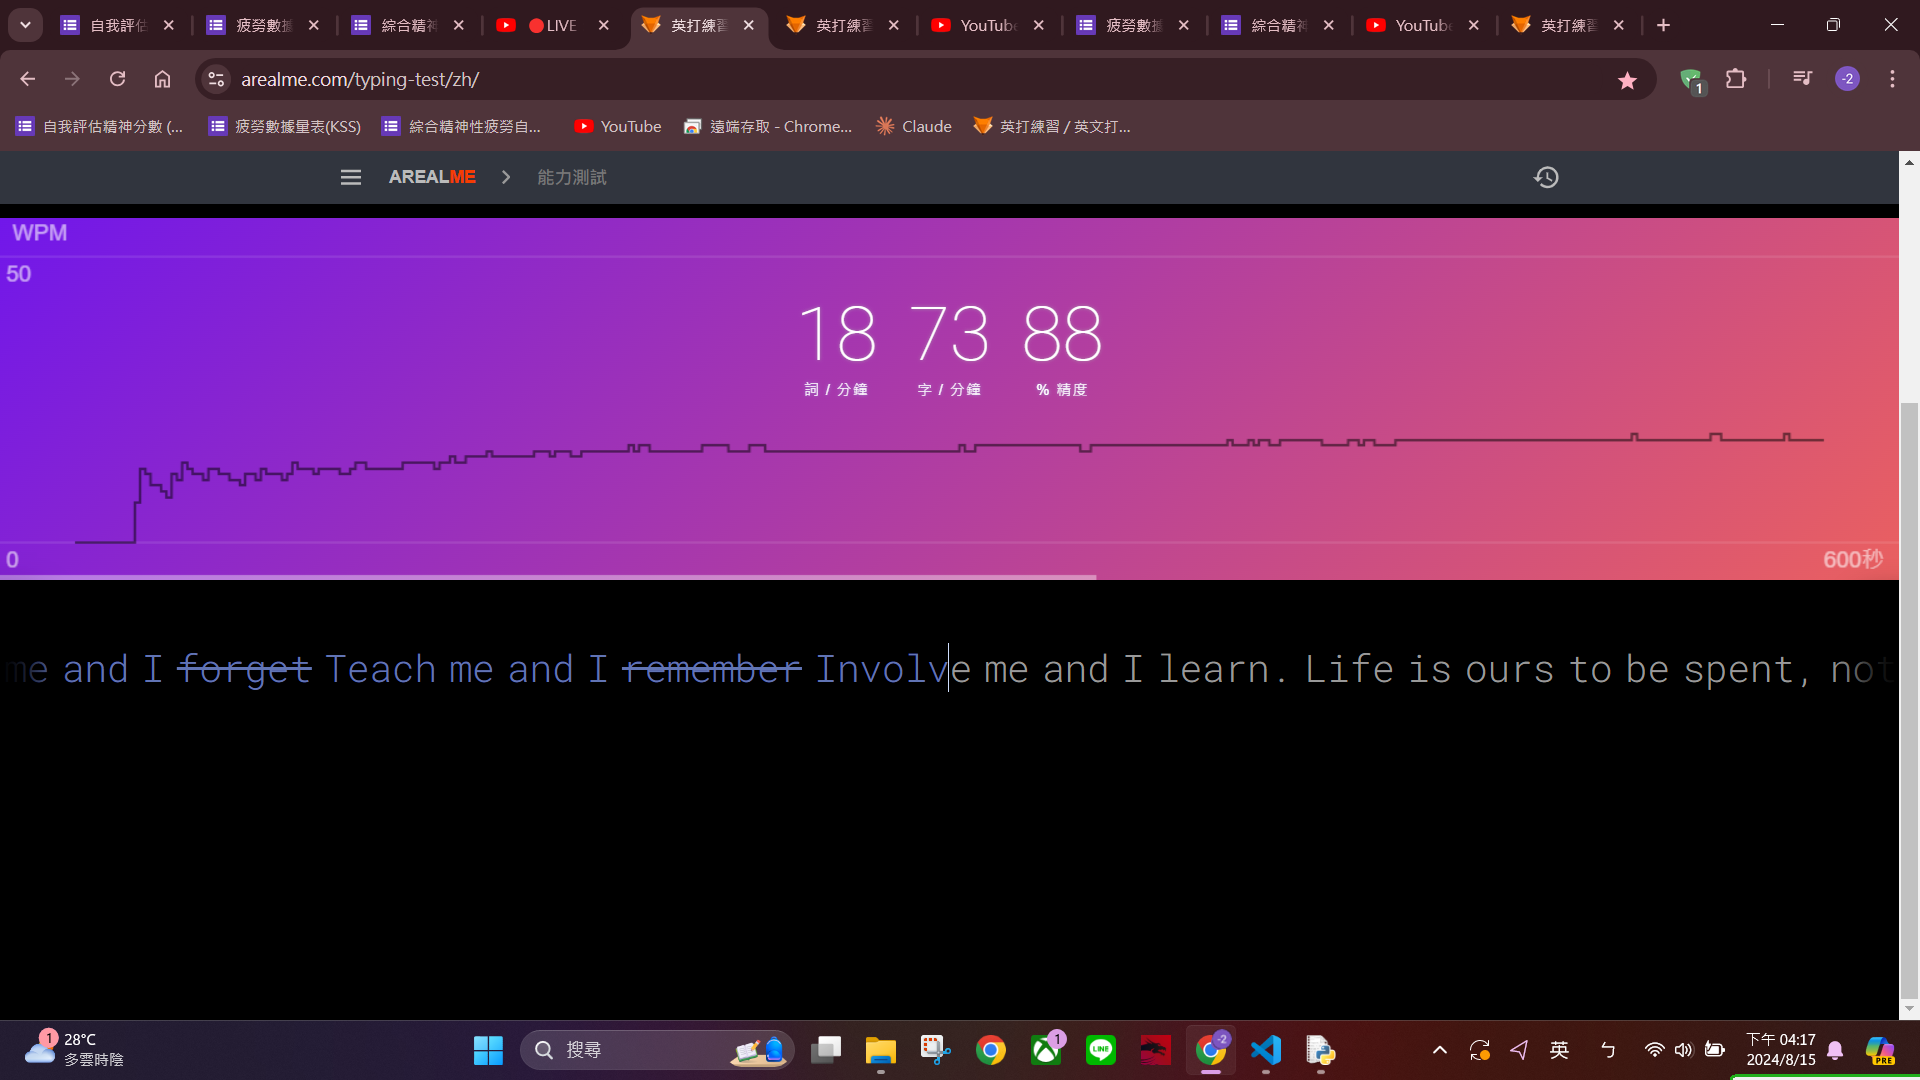 自我評估
疲勞數據
綜合精神
LIVE
英打練習
英打練習
YouTube
疲勞數據
綜合精神
YouTube
英打練習
arealme.com/typing-test/zh/
1
-2
自我評估精神分數 (...
疲勞數據量表(KSS)
綜合精神性疲勞自...
YouTube
遠端存取 - Chrome...
Claude
英打練習 / 英文打...
AREALME
能力測試
WPM
50
18 73 88
詞 / 分鐘
字 / 分鐘
% 精度
0
600秒
me and I forget Teach me and I remember Involve me and I learn. Life is ours to be spent, not
1
28°C
多雲時陰
搜尋
1
LINE
-2
英
ㄅ
下午 04:17
2024/8/15
PRE